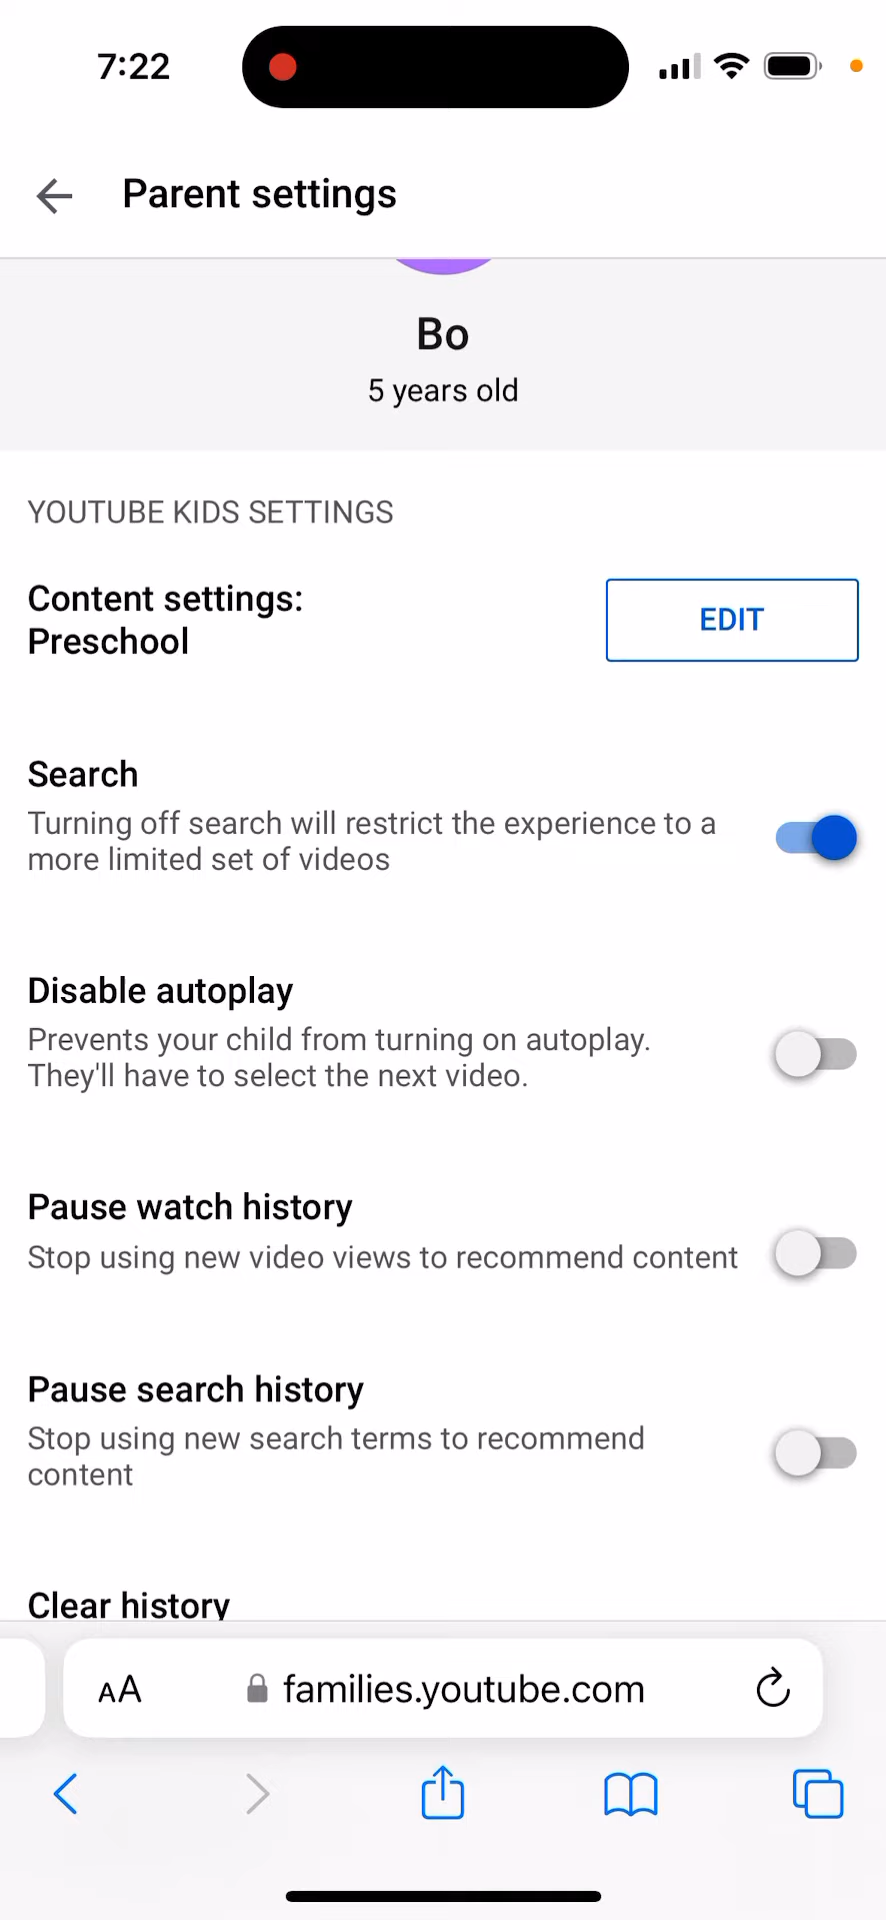 7:22
Parent settings
Bo
5 years old
YOUTUBE KIDS SETTINGS
Content settings:
Preschool
EDIT
Search
Turning off search will restrict the experience to a
more limited set of videos
Disable autoplay
Prevents your child from turning on autoplay.
They'll have to select the next video.
Pause watch history
Stop using new video views to recommend content
Pause search history
Stop using new search terms to recommend
content
Clear history
AA
families.youtube.com